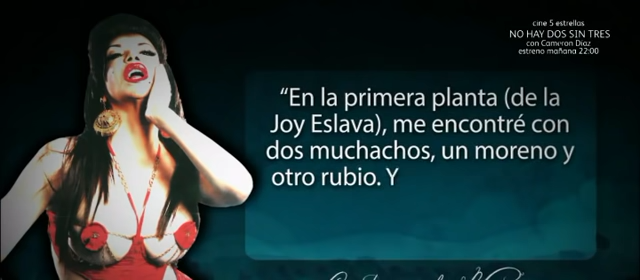 cine 5 estrellas
NO HAY DOS SIN TRES
con Cameron Diaz
estreno mañana 22:00
“En la primera planta (de la
Joy Eslava), me encontré con
dos muchachos, un moreno y
otro rubio. Y